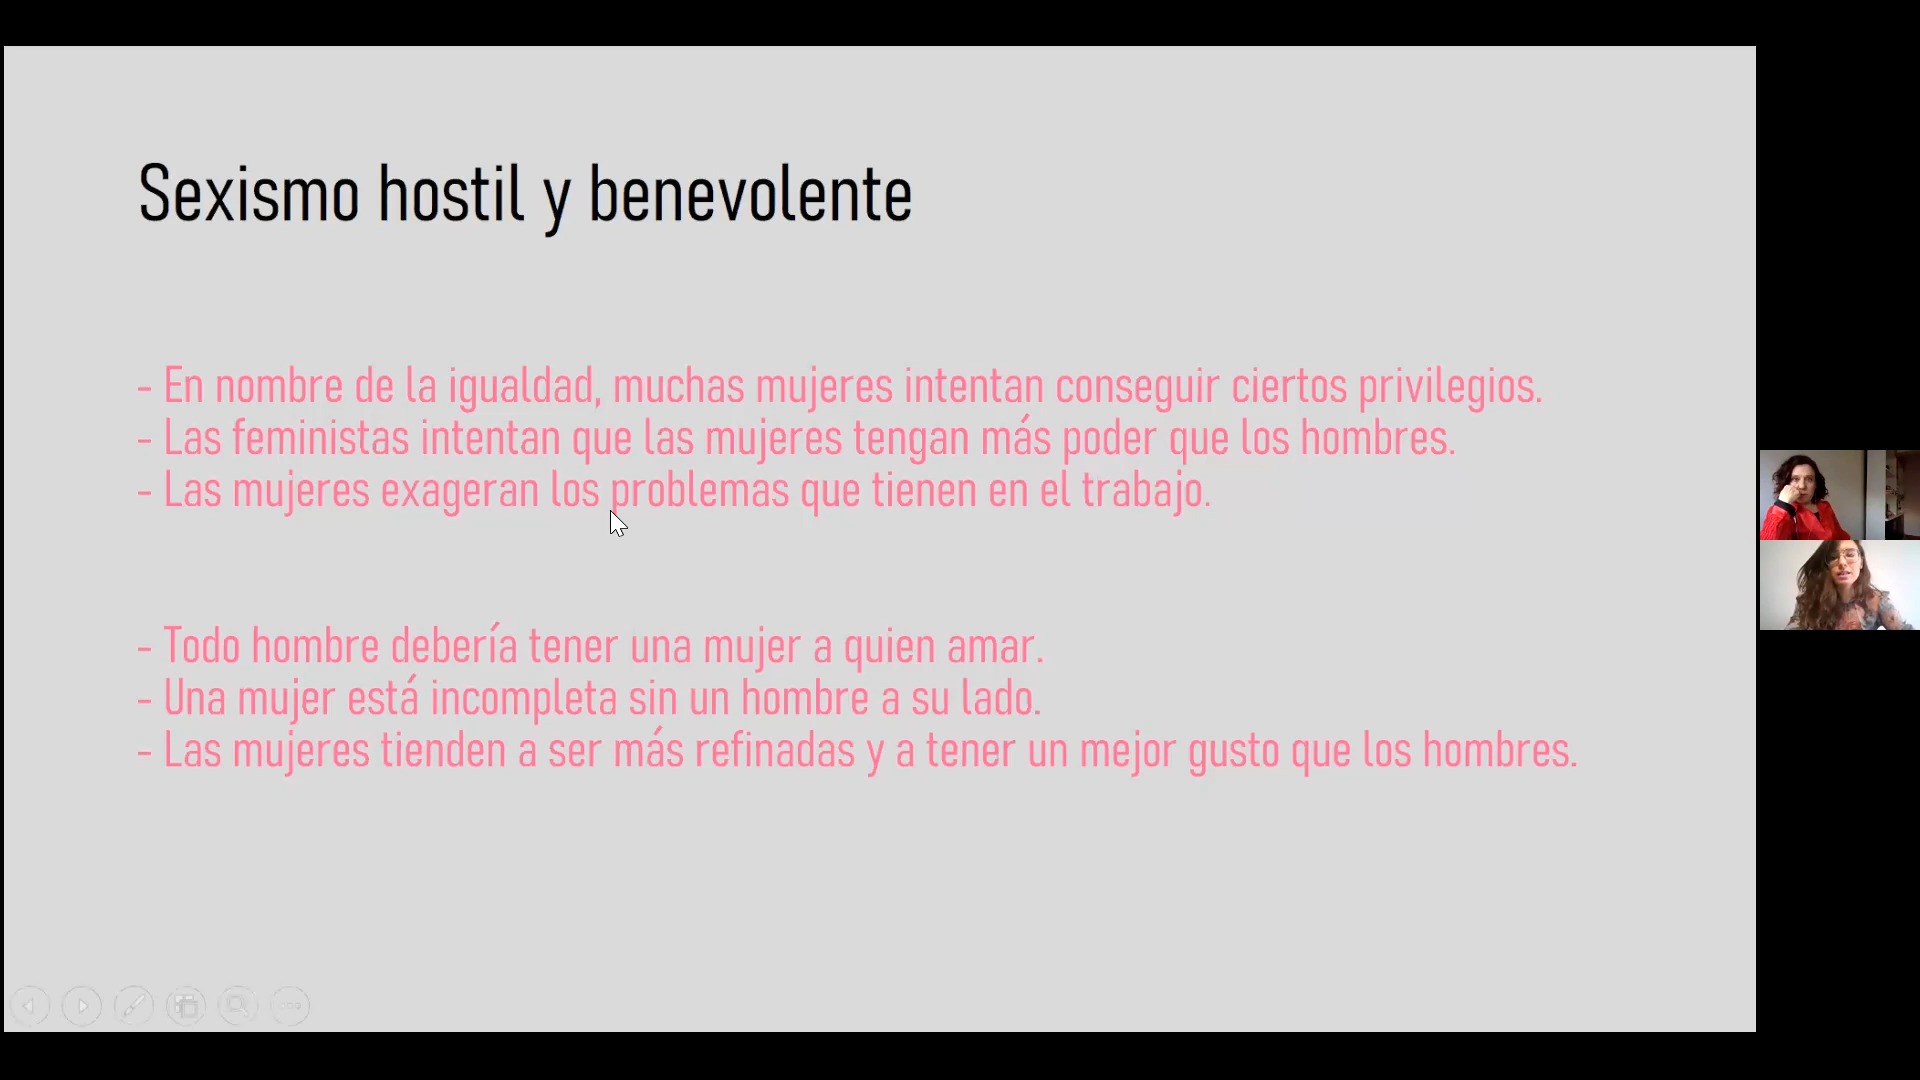 Sexismo hostil y benevolente
- En nombre de la igualdad, muchas mujeres intentan conseguir ciertos privilegios.
- Las feministas intentan que las mujeres tengan más poder que los hombres.
- Las mujeres exageran los problemas que tienen en el trabajo.
- Todo hombre debería tener una mujer a quien amar.
- Una mujer está incompleta sin un hombre a su lado.
- Las mujeres tienden a ser más refinadas y a tener un mejor gusto que los hombres.